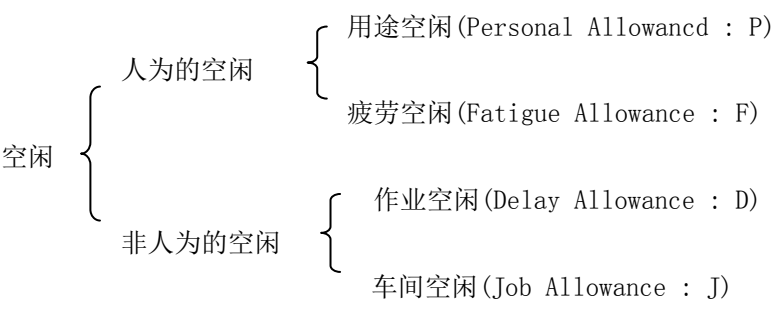 用途空闲(Personal Allowancd : P)
人为的空闲
疲劳空闲(Fatigue Allowance : F)
空闲
作业空闲(Delay Allowance : D)
非人为的空闲
车间空闲(Job Allowance : J)